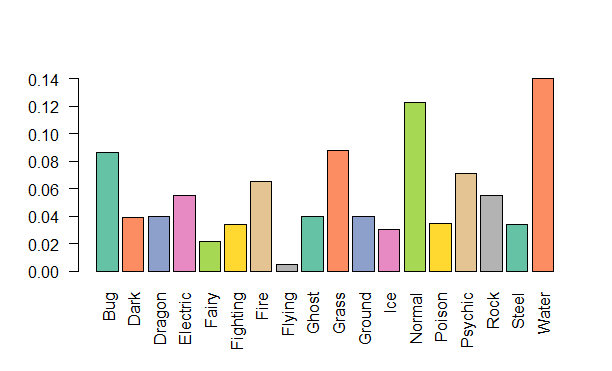 0.14
0.12
0.10
0.08
0.06
0.04
0.02
0.00
Bug
Dark
Dragon
Electric
Fairy
Fighting
Fire
Flying
Ghost
Grass
Ground
Ice
Normal
Poison
Psychic
Rock
Steel
Water